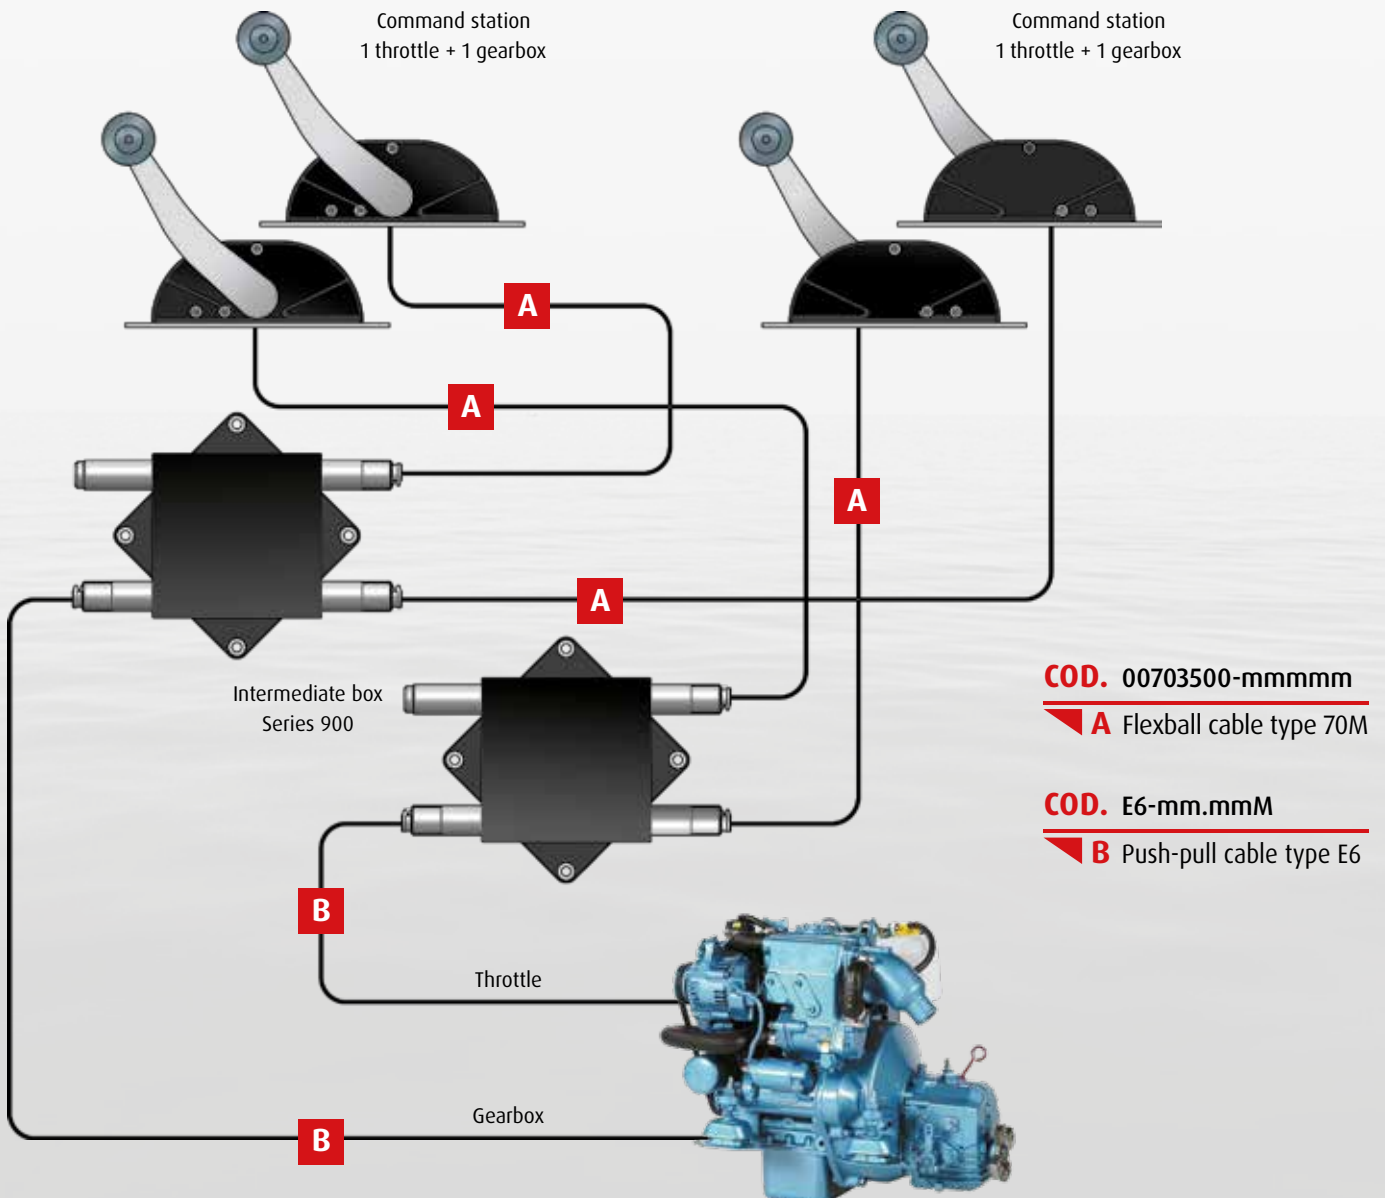 Command station
1 throttle + 1 gearbox
Command station
1 throttle + 1 gearbox
A
A
A
A
Intermediate box
Series 900
COD. 00703500-mmmmm
A Flexball cable type 70M
COD. E6-mm.mmM
B Push-pull cable type E6
B
Throttle
Gearbox
B